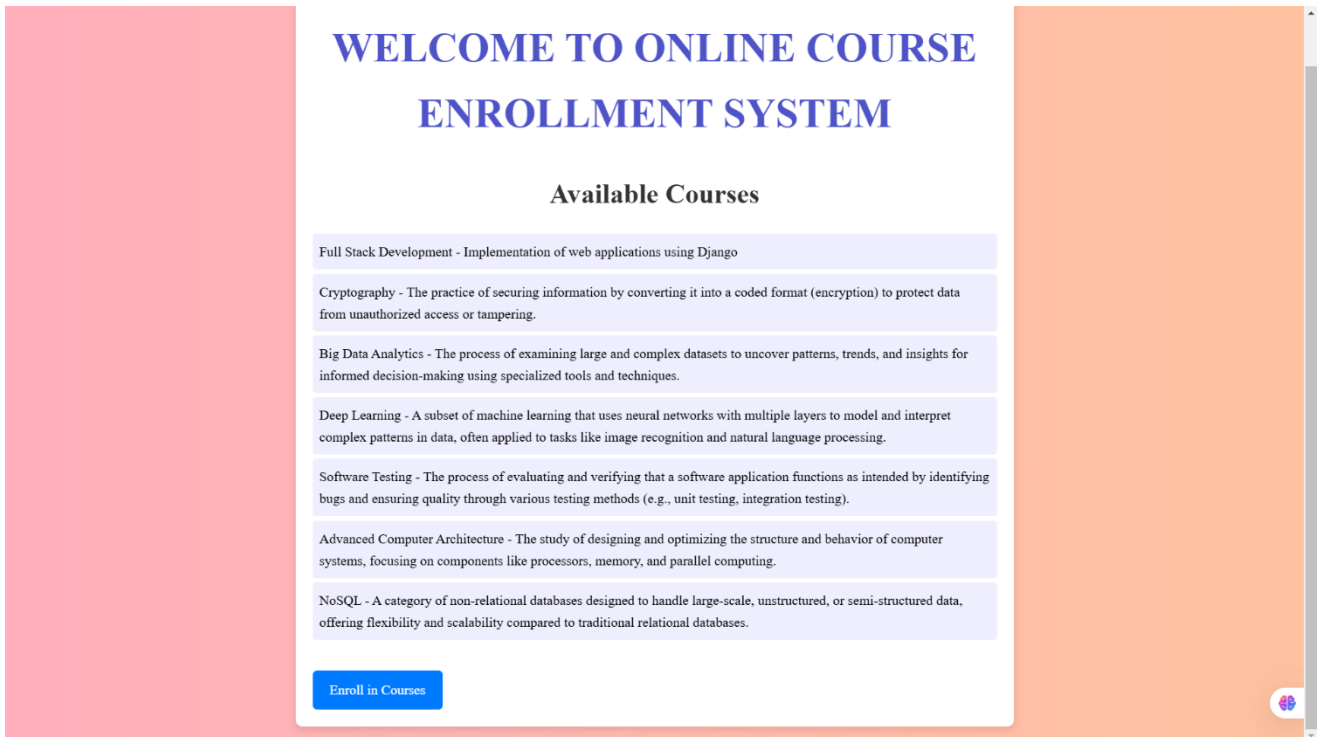 WELCOME TO ONLINE COURSE
ENROLLMENT SYSTEM
Available Courses
Full Stack Development - Implementation of web applications using Django
Cryptography - The practice of securing information by converting it into a coded format (encryption) to protect data
from unauthorized access or tampering.
Big Data Analytics - The process of examining large and complex datasets to uncover patterns, trends, and insights for
informed decision-making using specialized tools and techniques.
Deep Learning - A subset of machine learning that uses neural networks with multiple layers to model and interpret
complex patterns in data, often applied to tasks like image recognition and natural language processing.
Software Testing - The process of evaluating and verifying that a software application functions as intended by identifying
bugs and ensuring quality through various testing methods (e.g., unit testing, integration testing).
Advanced Computer Architecture - The study of designing and optimizing the structure and behavior of computer
systems, focusing on components like processors, memory, and parallel computing.
NoSQL - A category of non-relational databases designed to handle large-scale, unstructured, or semi-structured data,
offering flexibility and scalability compared to traditional relational databases.
Enroll in Courses